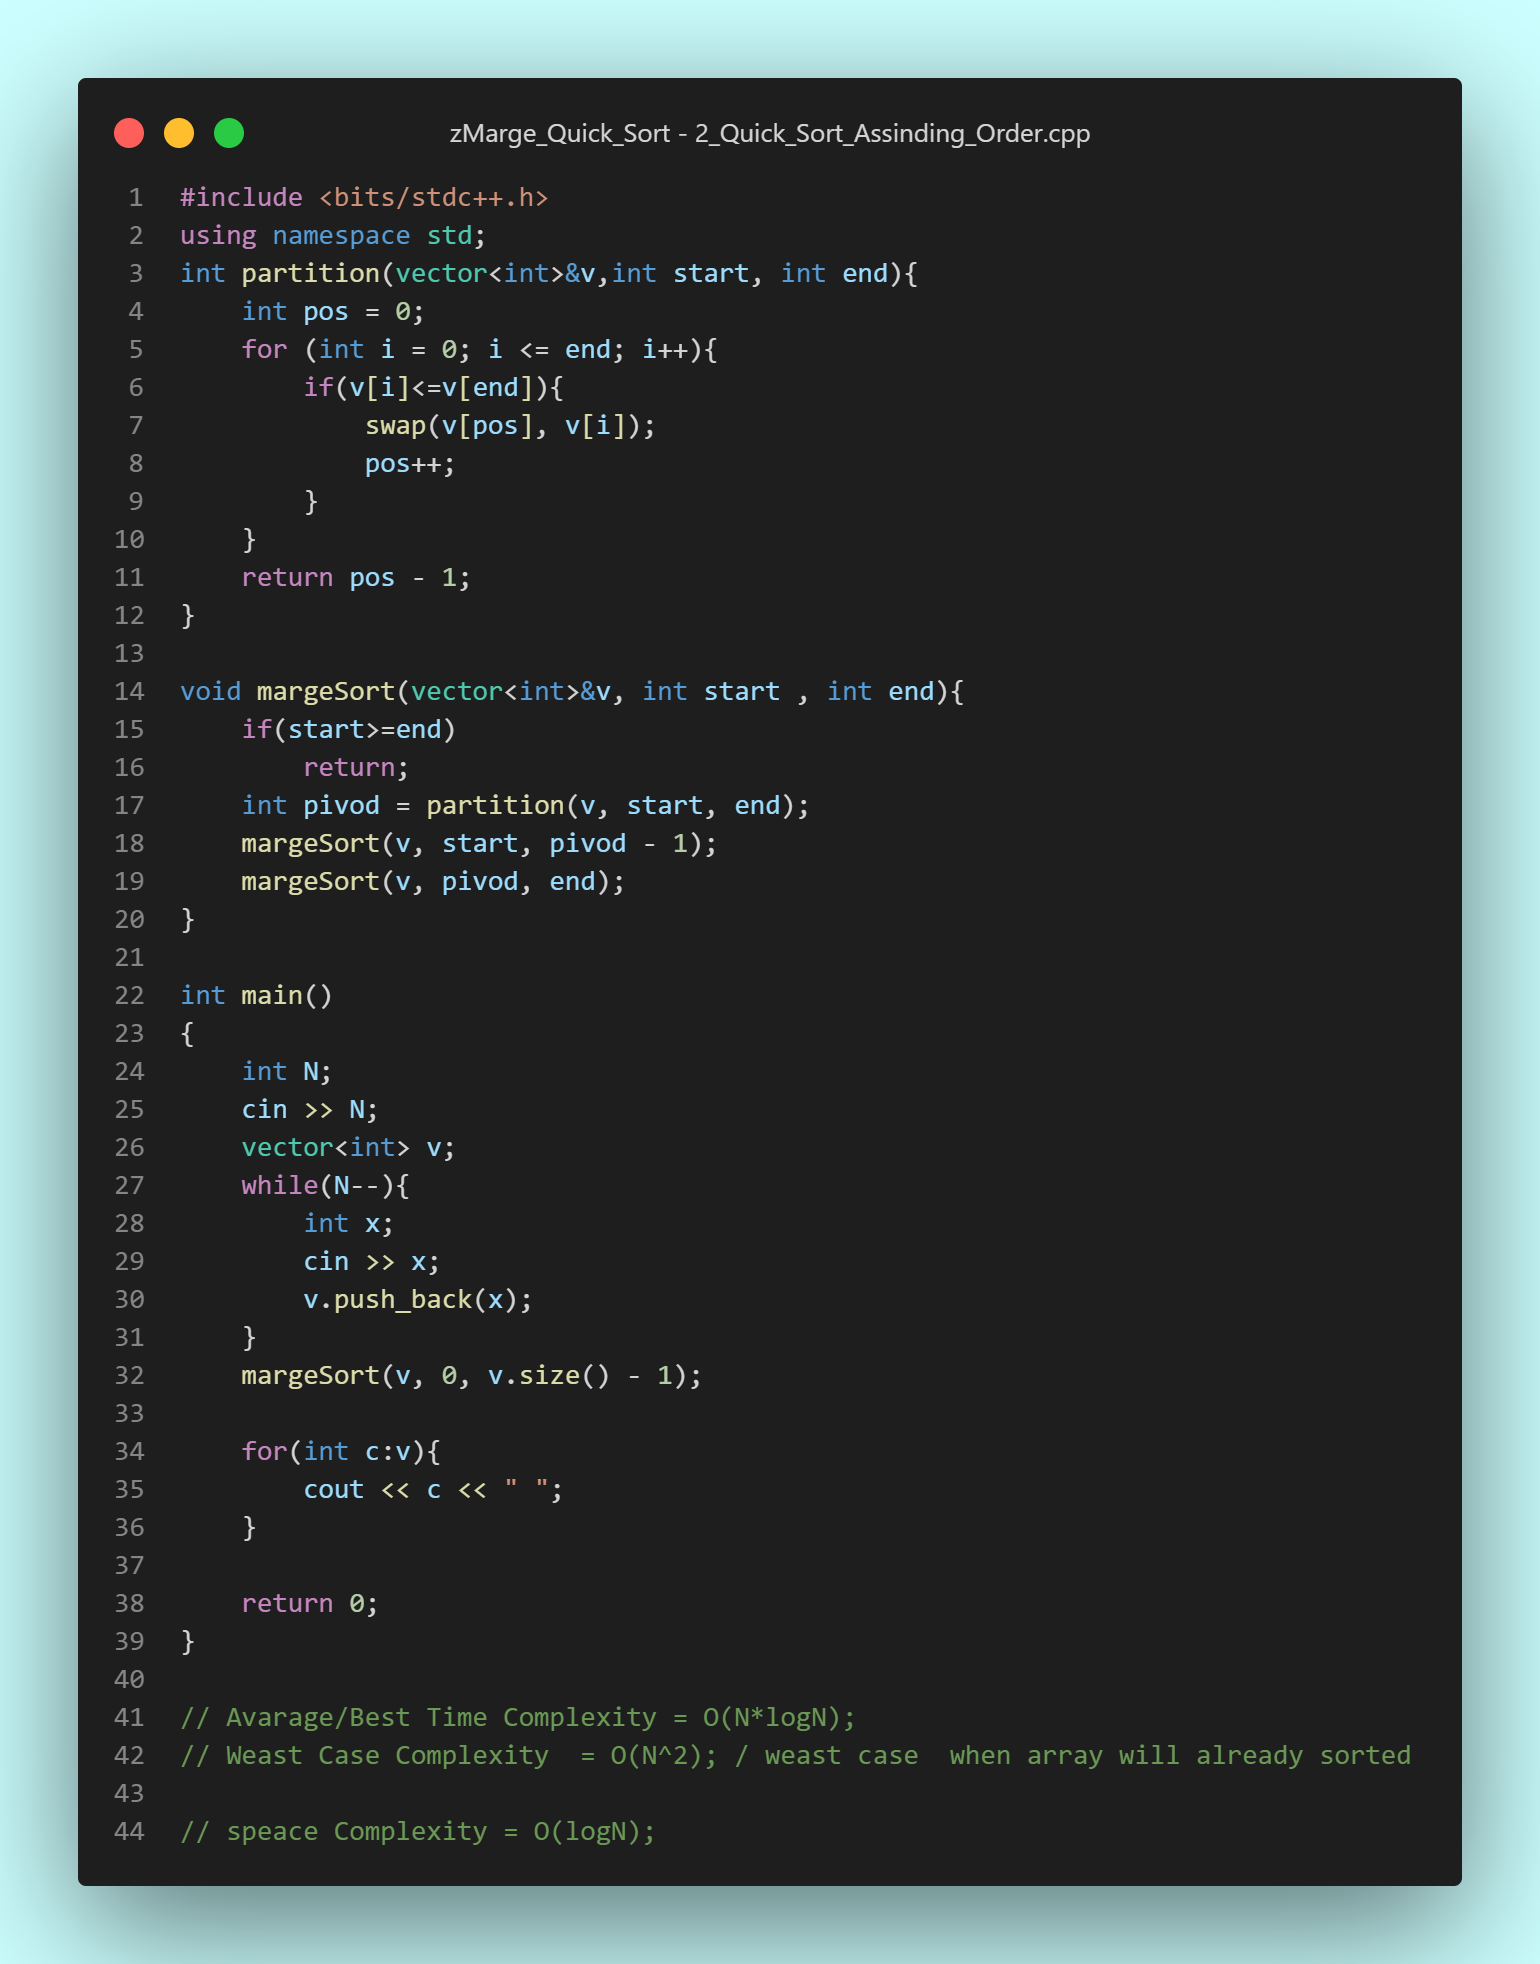 zMarge_Quick_Sort - 2_Quick_Sort_Assinding_Order.cpp
1 #include <bits/stdc++.h>
2 using namespace std;
3 int partition(vector<int>&v,int start, int end){
4     int pos = 0;
5     for (int i = 0; i <= end; i++){
6         if(v[i]<=v[end]){
7             swap(v[pos], v[i]);
8             pos++;
9         }
10     }
11     return pos - 1;
12 }
13
14 void margeSort(vector<int>&v, int start , int end){
15     if(start>=end)
16         return;
17     int pivod = partition(v, start, end);
18     margeSort(v, start, pivod - 1);
19     margeSort(v, pivod, end);
20 }
21
22 int main()
23 {
24     int N;
25     cin >> N;
26     vector<int> v;
27     while(N--){
28         int x;
29         cin >> x;
30         v.push_back(x);
31     }
32     margeSort(v, 0, v.size() - 1);
33
34     for(int c:v){
35         cout << c << " ";
36     }
37
38     return 0;
39 }
40
41 // Avarage/Best Time Complexity = O(N*logN);
42 // Weast Case Complexity  = O(N^2); / weast case  when array will already sorted
43
44 // speace Complexity = O(logN);